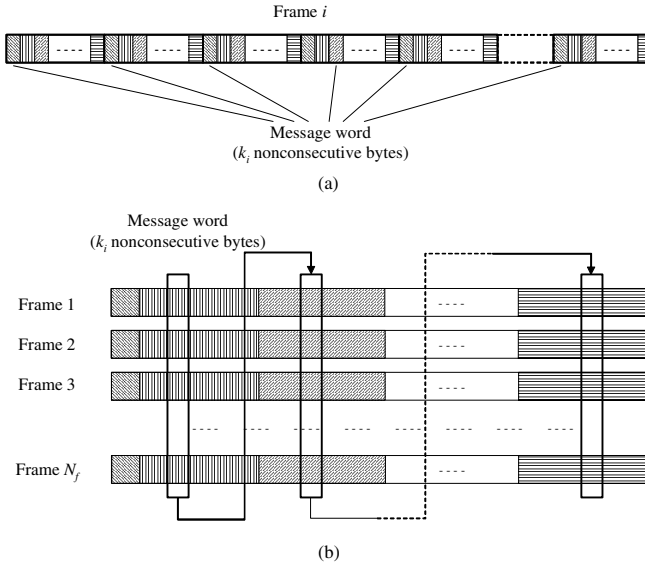 Frame i
Message word
(k_i nonconsecutive bytes)
(a)
Message word
(k_i nonconsecutive bytes)
Frame 1
Frame 2
Frame 3
Frame N_f
(b)